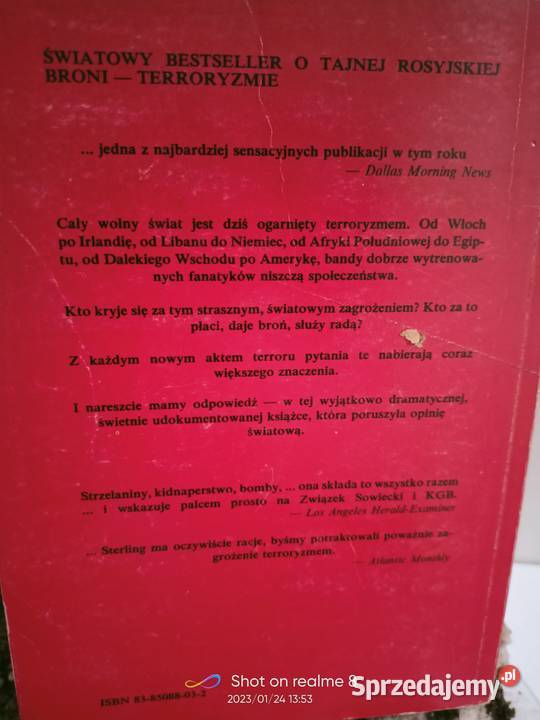 ŚWIATOWY BESTSELLER O TAJNEJ ROSYJSKIEJ
BRONI — TERRORYZMIE
... jedna z najbardziej sensacyjnych publikacji w tym roku
— Dallas Morning News
Cały wolny świat jest dziś ogarnięty terroryzmem. Od Włoch
po Irlandię, od Libanu do Niemiec, od Afryki Południowej do Egip-
tu, od Dalekiego Wschodu po Amerykę, bandy dobrze wytrenowa-
nych fanatyków niszczą społeczeństwa.
Kto kryje się za tym strasznym, światowym zagrożeniem? Kto za to
płaci, daje broń, służy radą?
Z każdym nowym aktem terroru pytania te nabierają coraz
większego znaczenia.
I nareszcie mamy odpowiedź — w tej wyjątkowo dramatycznej,
świetnie udokumentowanej książce, która poruszyła opinię
światową.
Strzelaniny, kidnaperstwo, bomby, ... ona składa to wszystko razem
... i wskazuje palcem prosto na Związek Sowiecki i KGB.
— Los Angeles Herald-Examiner
... Sterling ma oczywiście rację, byśmy potraktowali poważnie za-
grożenie terroryzmem.
— Atlantic Monthly
ISBN 83-85088-03-2
Shot on realme 8
2023/01/24 13:53
Sprzedajemy.pl